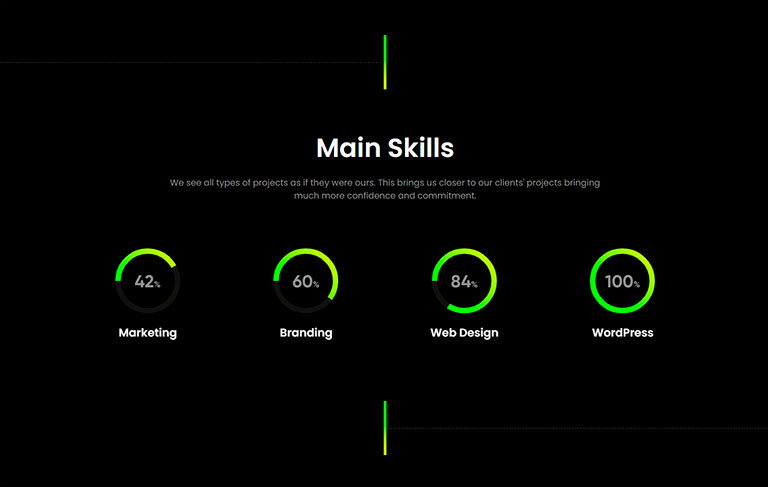 Main Skills
We see all types of projects as if they were ours. This brings us closer to our clients' projects bringing
much more confidence and commitment.
42% 60% 84% 100%
Marketing Branding Web Design WordPress